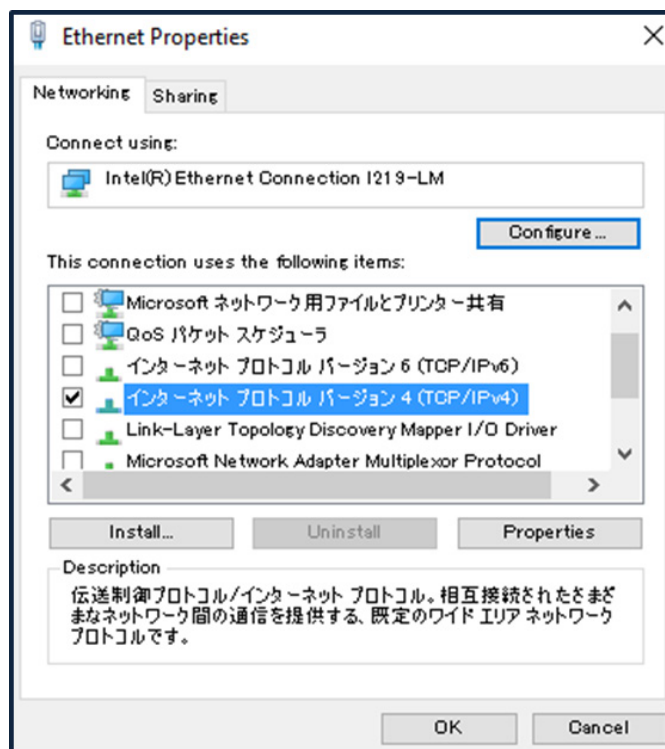 Ethernet Properties
Networking
Sharing
Connect using:
Intel(R) Ethernet Connection I219-LM
Configure...
This connection uses the following items:
Microsoft ネットワーク用ファイルとプリンター共有
QoS パケット スケジューラ
インターネット プロトコル バージョン 6 (TCP/IPv6)
インターネット プロトコル バージョン 4 (TCP/IPv4)
Link-Layer Topology Discovery Mapper I/O Driver
Microsoft Network Adapter Multiplexor Protocol
Install...
Uninstall
Properties
Description
伝送制御プロトコル/インターネット プロトコル。相互接続されたさまざ
まなネットワーク間の通信を提供する、既定のワイド エリア ネットワーク
プロトコルです。
OK
Cancel